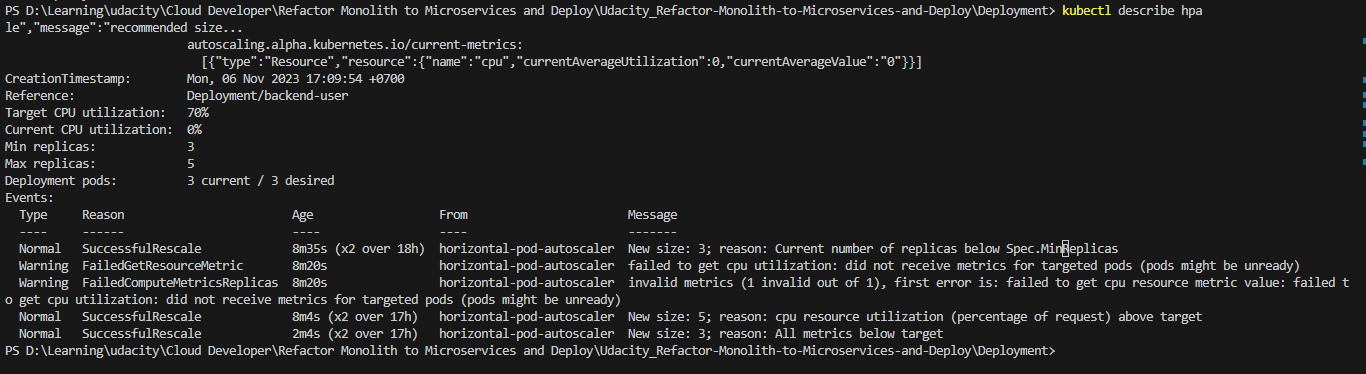 PS D:\Learning\udacity\Cloud Developer\Refactor Monolith to Microservices and Deploy\Udacity_Refactor-Monolith-to-Microservices-and-Deploy\Deployment> kubectl describe hpa
le","message":"recommended size...
autoscaling.alpha.kubernetes.io/current-metrics:
[{"type":"Resource","resource":{"name":"cpu","currentAverageUtilization":0,"currentAverageValue":"0"}}]
CreationTimestamp: Mon, 06 Nov 2023 17:09:54 +0700
Reference: Deployment/backend-user
Target CPU utilization: 70%
Current CPU utilization: 0%
Min replicas: 3
Max replicas: 5
Deployment pods: 3 current / 3 desired
Events:
Type Reason Age From Message
---- ------ ---- ---- -------
Normal SuccessfulRescale 8m35s (x2 over 18h) horizontal-pod-autoscaler New size: 3; reason: Current number of replicas below Spec.MinReplicas
Warning FailedGetResourceMetric 8m20s horizontal-pod-autoscaler failed to get cpu utilization: did not receive metrics for targeted pods (pods might be unready)
Warning FailedComputeMetricsReplicas 8m20s horizontal-pod-autoscaler invalid metrics (1 invalid out of 1), first error is: failed to get cpu resource metric value: failed t
o get cpu utilization: did not receive metrics for targeted pods (pods might be unready)
Normal SuccessfulRescale 8m4s (x2 over 17h) horizontal-pod-autoscaler New size: 5; reason: cpu resource utilization (percentage of request) above target
Normal SuccessfulRescale 2m4s (x2 over 17h) horizontal-pod-autoscaler New size: 3; reason: All metrics below target
PS D:\Learning\udacity\Cloud Developer\Refactor Monolith to Microservices and Deploy\Udacity_Refactor-Monolith-to-Microservices-and-Deploy\Deployment>